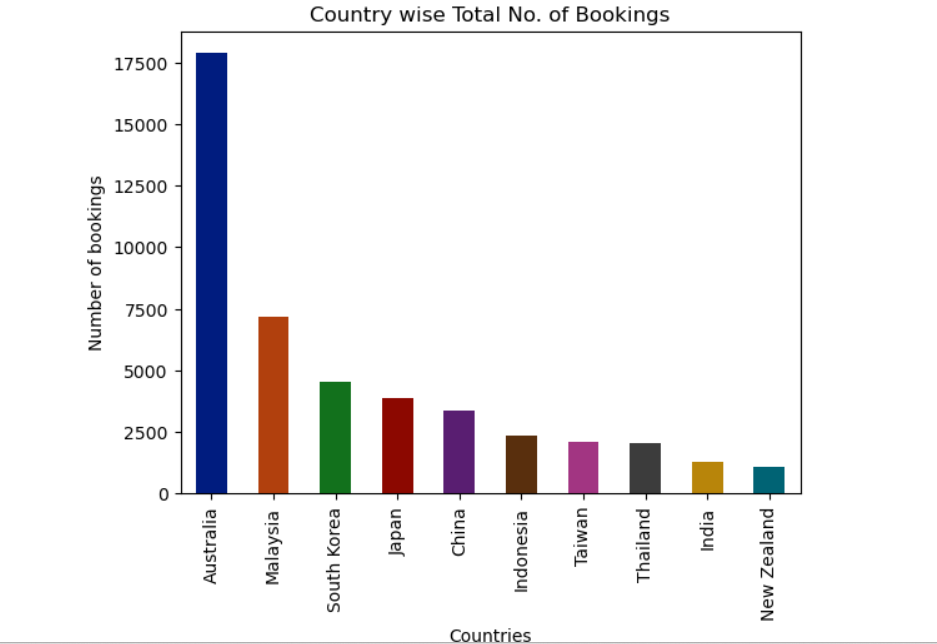 Country wise Total No. of Bookings
Number of bookings
17500
15000
12500
10000
7500
5000
2500
0
Australia
Malaysia
South Korea
Japan
China
Indonesia
Taiwan
Thailand
India
New Zealand
Countries